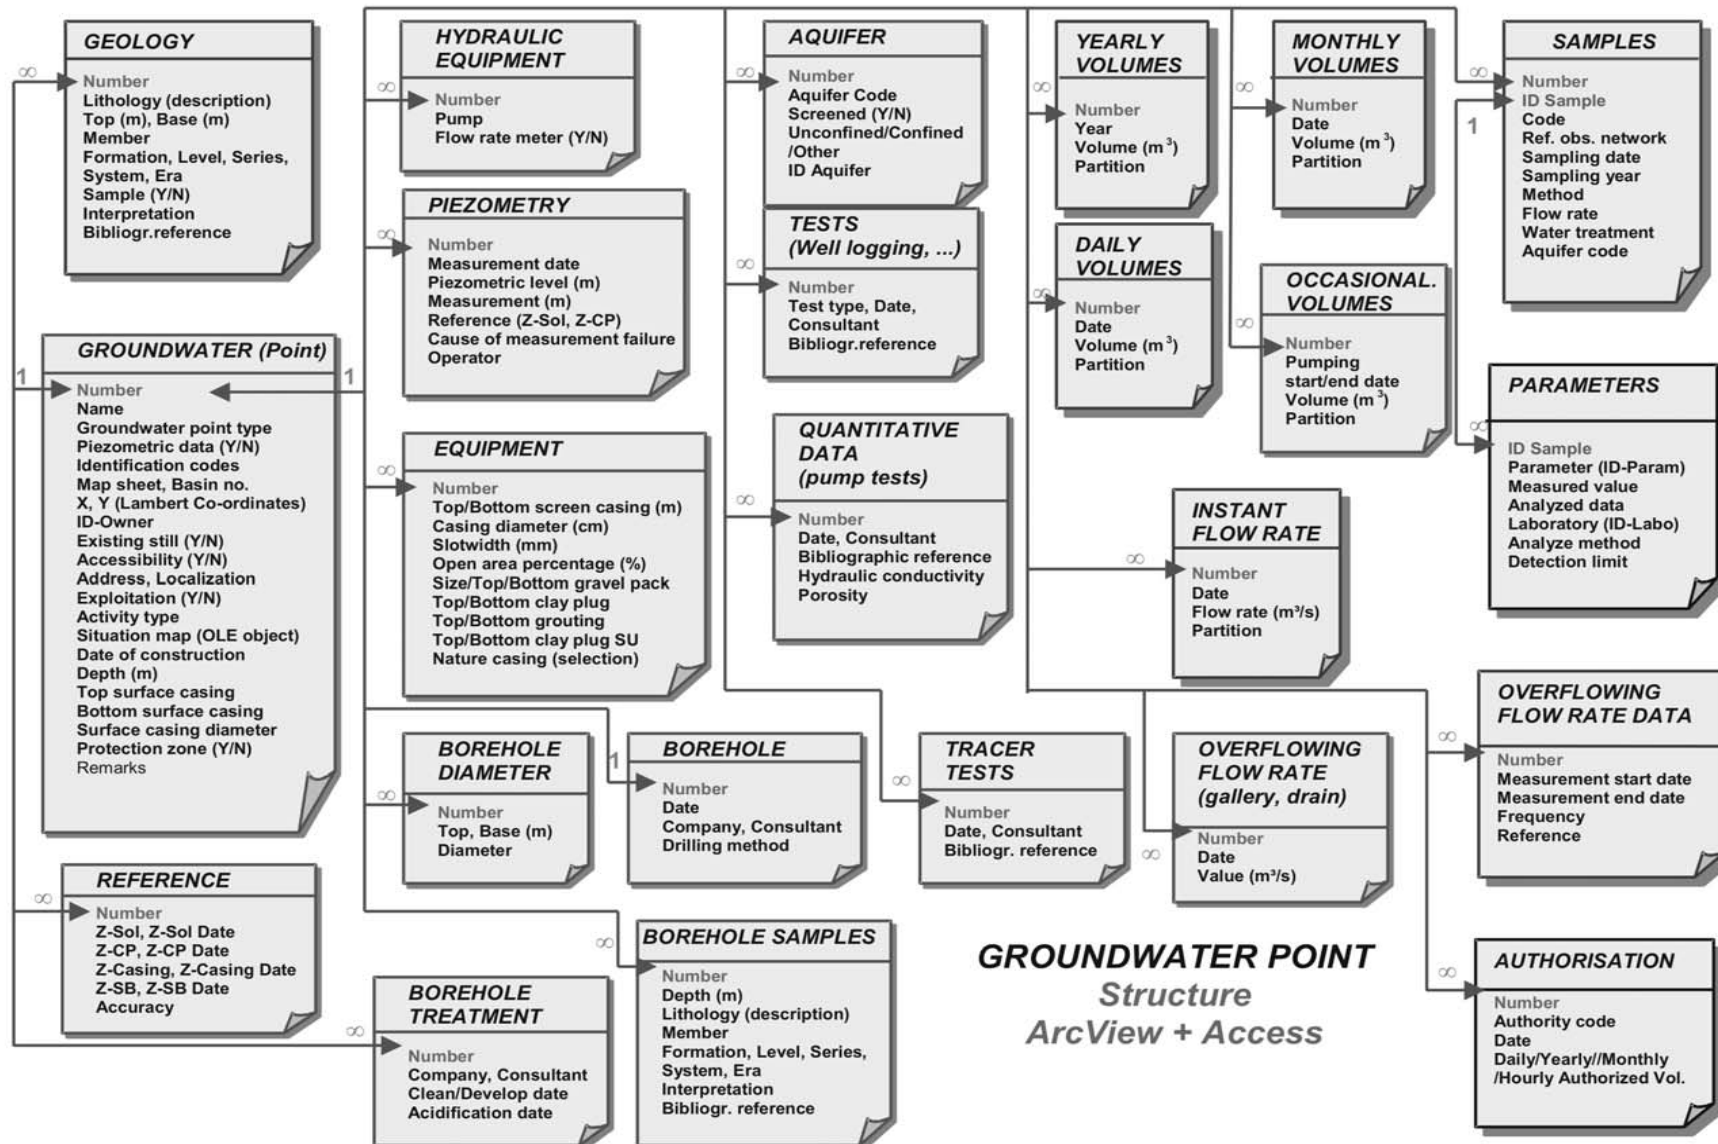 GEOLOGY
∞
Number
Lithology (description)
Top (m), Base (m)
Member
Formation, Level, Series,
System, Era
Sample (Y/N)
Interpretation
Bibliogr.reference
GROUNDWATER (Point)
1
1
Number
Name
Groundwater point type
Piezometric data (Y/N)
Identification codes
Map sheet, Basin no.
X, Y (Lambert Co-ordinates)
ID-Owner
Existing still (Y/N)
Accessibility (Y/N)
Address, Localization
Exploitation (Y/N)
Activity type
Situation map (OLE object)
Date of construction
Depth (m)
Top surface casing
Bottom surface casing
Surface casing diameter
Protection zone (Y/N)
Remarks
REFERENCE
∞
Number
Z-Sol, Z-Sol Date
Z-CP, Z-CP Date
Z-Casing, Z-Casing Date
Z-SB, Z-SB Date
Accuracy
HYDRAULIC
EQUIPMENT
∞
Number
Pump
Flow rate meter (Y/N)
PIEZOMETRY
∞
Number
Measurement date
Piezometric level (m)
Measurement (m)
Reference (Z-Sol, Z-CP)
Cause of measurement failure
Operator
EQUIPMENT
∞
Number
Top/Bottom screen casing (m)
Casing diameter (cm)
Slotwidth (mm)
Open area percentage (%)
Size/Top/Bottom gravel pack
Top/Bottom clay plug
Top/Bottom grouting
Top/Bottom clay plug SU
Nature casing (selection)
BOREHOLE
DIAMETER
∞
Number
Top, Base (m)
Diameter
BOREHOLE
1
Number
Date
Company, Consultant
Drilling method
BOREHOLE
TREATMENT
∞
Number
Company, Consultant
Clean/Develop date
Acidification date
BOREHOLE SAMPLES
∞
Number
Depth (m)
Lithology (description)
Member
Formation, Level, Series,
System, Era
Interpretation
Bibliogr. reference
AQUIFER
∞
Number
Aquifer Code
Screened (Y/N)
Unconfined/Confined
/Other
ID Aquifer
TESTS
(Well logging, ...)
∞
Number
Test type, Date,
Consultant
Bibliogr.reference
QUANTITATIVE
DATA
(pump tests)
∞
Number
Date, Consultant
Bibliographic reference
Hydraulic conductivity
Porosity
TRACER
TESTS
∞
Number
Date, Consultant
Bibliogr. reference
YEARLY
VOLUMES
∞
Number
Year
Volume (m³)
Partition
DAILY
VOLUMES
∞
Number
Date
Volume (m³)
Partition
MONTHLY
VOLUMES
∞
Number
Date
Volume (m³)
Partition
OCCASIONAL.
VOLUMES
∞
Number
Pumping
start/end date
Volume (m³)
Partition
INSTANT
FLOW RATE
∞
Number
Date
Flow rate (m³/s)
Partition
OVERFLOWING
FLOW RATE
(gallery, drain)
∞
Number
Date
Value (m³/s)
SAMPLES
∞
1
Number
ID Sample
Code
Ref. obs. network
Sampling date
Sampling year
Method
Flow rate
Water treatment
Aquifer code
PARAMETERS
∞
ID Sample
Parameter (ID-Param)
Measured value
Analyzed data
Laboratory (ID-Labo)
Analyze method
Detection limit
OVERFLOWING
FLOW RATE DATA
∞
Number
Measurement start date
Measurement end date
Frequency
Reference
AUTHORISATION
∞
Number
Authority code
Date
Daily/Yearly//Monthly
/Hourly Authorized Vol.
GROUNDWATER POINT
Structure
ArcView + Access